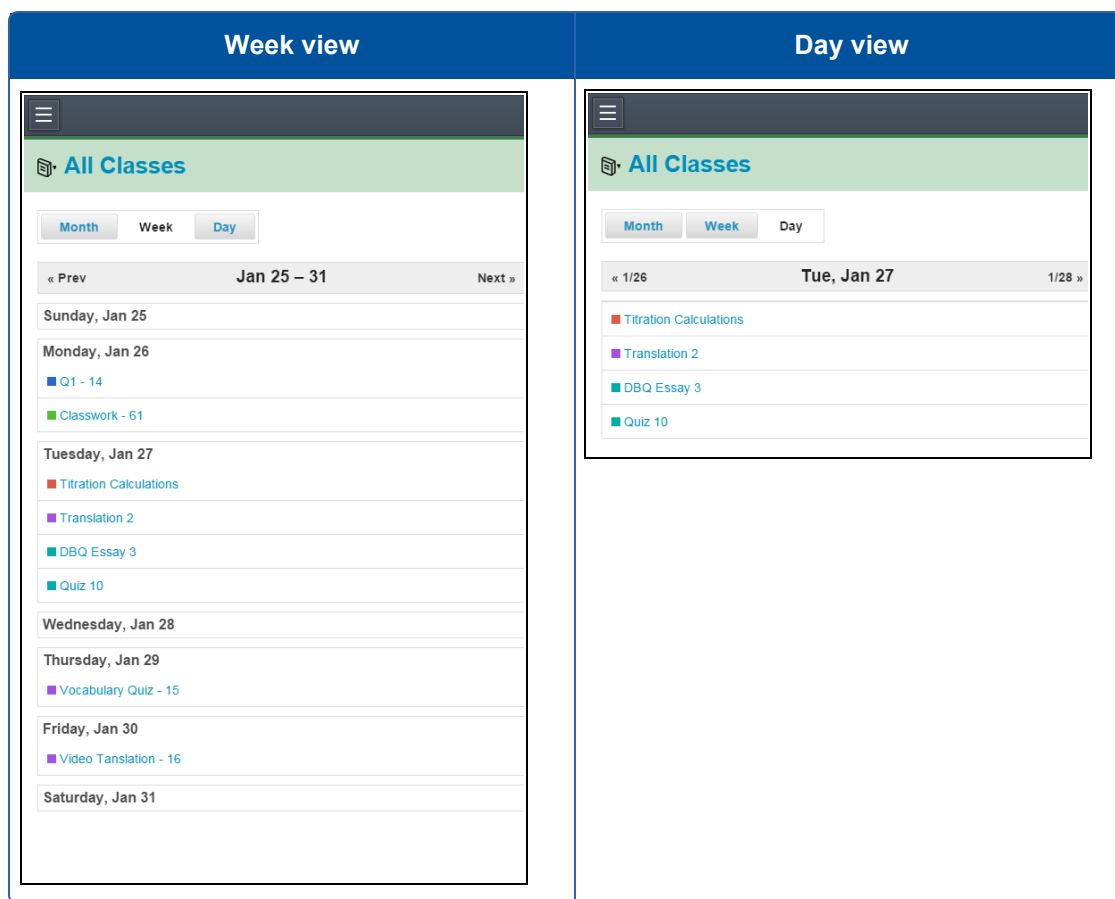 Week view
All Classes
Month Week Day
« Prev Jan 25 – 31 Next »
Sunday, Jan 25
Monday, Jan 26
Q1 - 14
Classwork - 61
Tuesday, Jan 27
Titration Calculations
Translation 2
DBQ Essay 3
Quiz 10
Wednesday, Jan 28
Thursday, Jan 29
Vocabulary Quiz - 15
Friday, Jan 30
Video Tanslation - 16
Saturday, Jan 31
Day view
All Classes
Month Week Day
« 1/26 Tue, Jan 27 1/28 »
Titration Calculations
Translation 2
DBQ Essay 3
Quiz 10